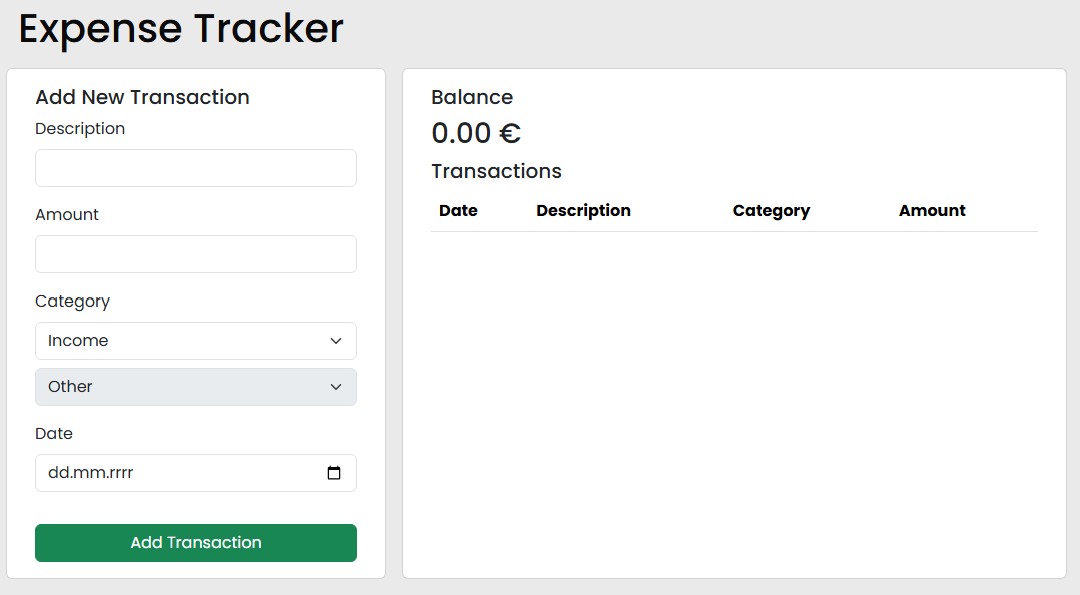 Expense Tracker
Add New Transaction
Description
Amount
Category
Income
Other
Date
dd.mm.rrrr
Add Transaction
Balance
0.00 €
Transactions
Date Description Category Amount